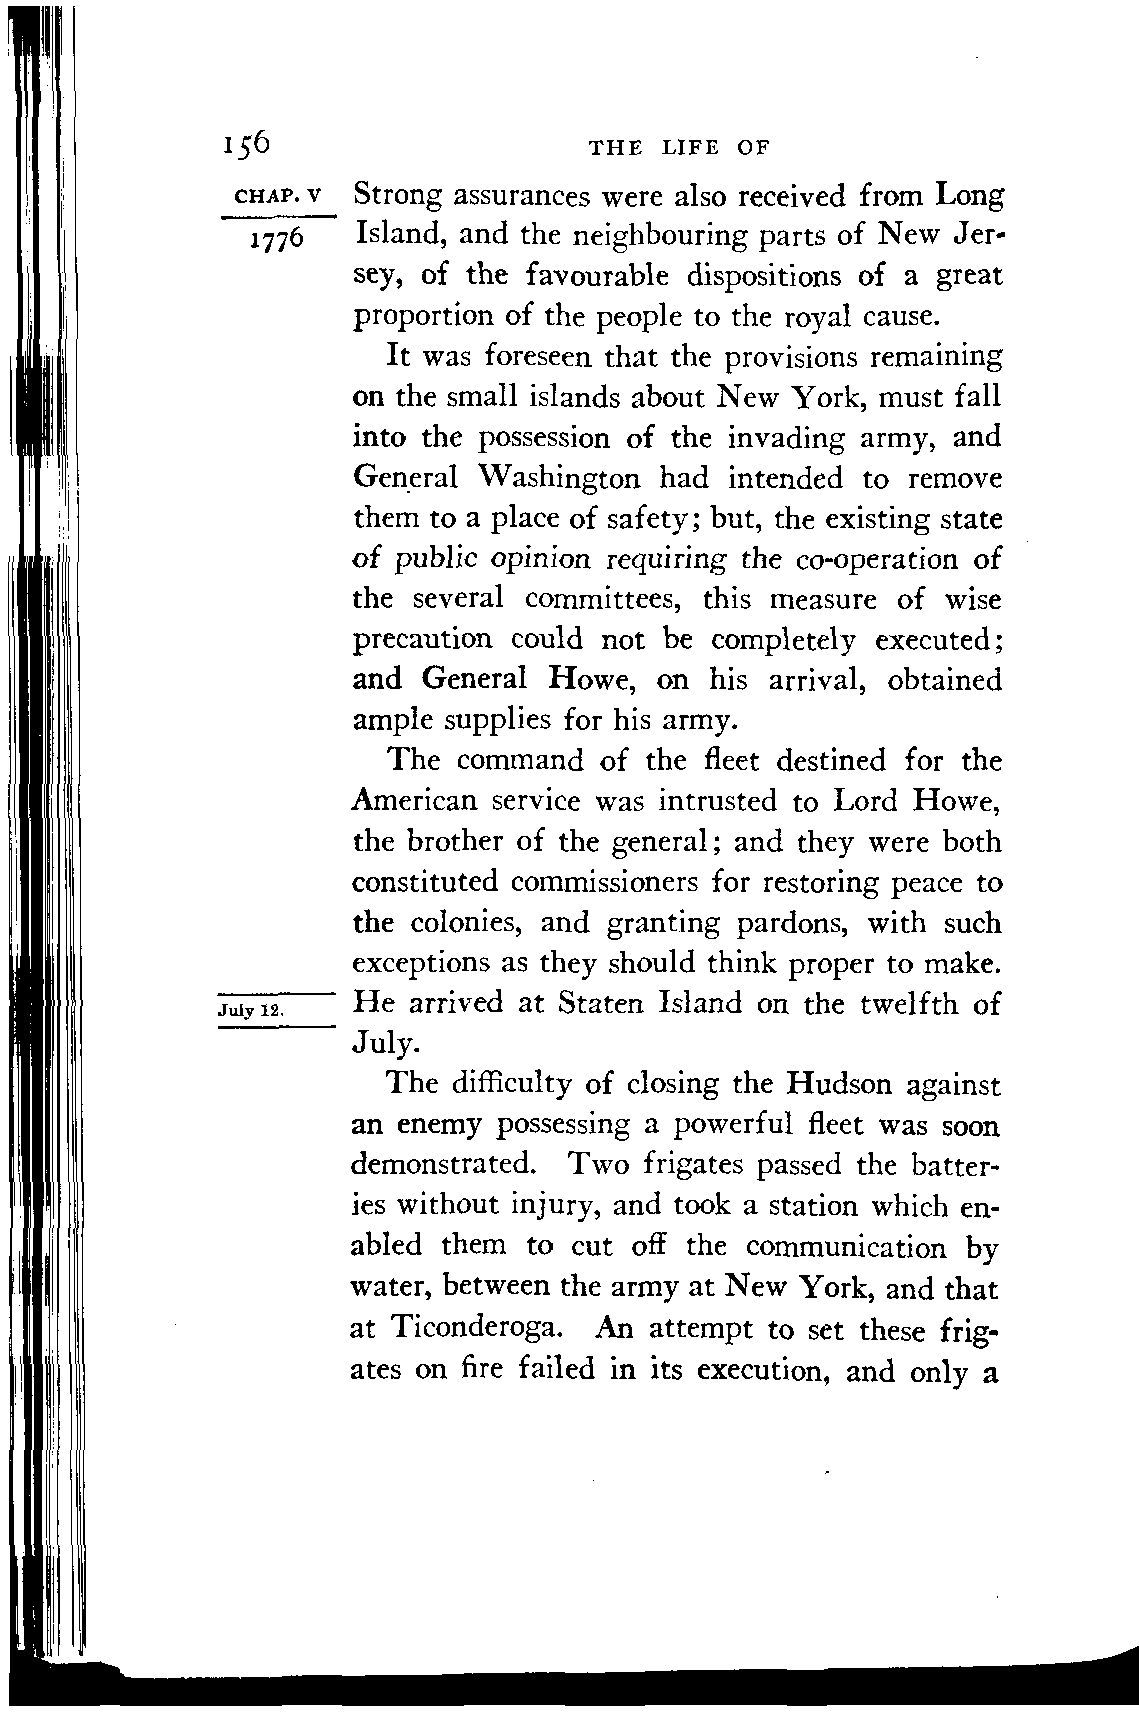 156 THE LIFE OF
CHAP. V Strong assurances were also received from Long
1776 Island, and the neighbouring parts of New Jer-
sey, of the favourable dispositions of a great
proportion of the people to the royal cause.
It was foreseen that the provisions remaining
on the small islands about New York, must fall
into the possession of the invading army, and
General Washington had intended to remove
them to a place of safety; but, the existing state
of public opinion requiring the co-operation of
the several committees, this measure of wise
precaution could not be completely executed;
and General Howe, on his arrival, obtained
ample supplies for his army.
The command of the fleet destined for the
American service was intrusted to Lord Howe,
the brother of the general; and they were both
constituted commissioners for restoring peace to
the colonies, and granting pardons, with such
exceptions as they should think proper to make.
July 12. He arrived at Staten Island on the twelfth of
July.
The difficulty of closing the Hudson against
an enemy possessing a powerful fleet was soon
demonstrated. Two frigates passed the batter-
ies without injury, and took a station which en-
abled them to cut off the communication by
water, between the army at New York, and that
at Ticonderoga. An attempt to set these frig-
ates on fire failed in its execution, and only a